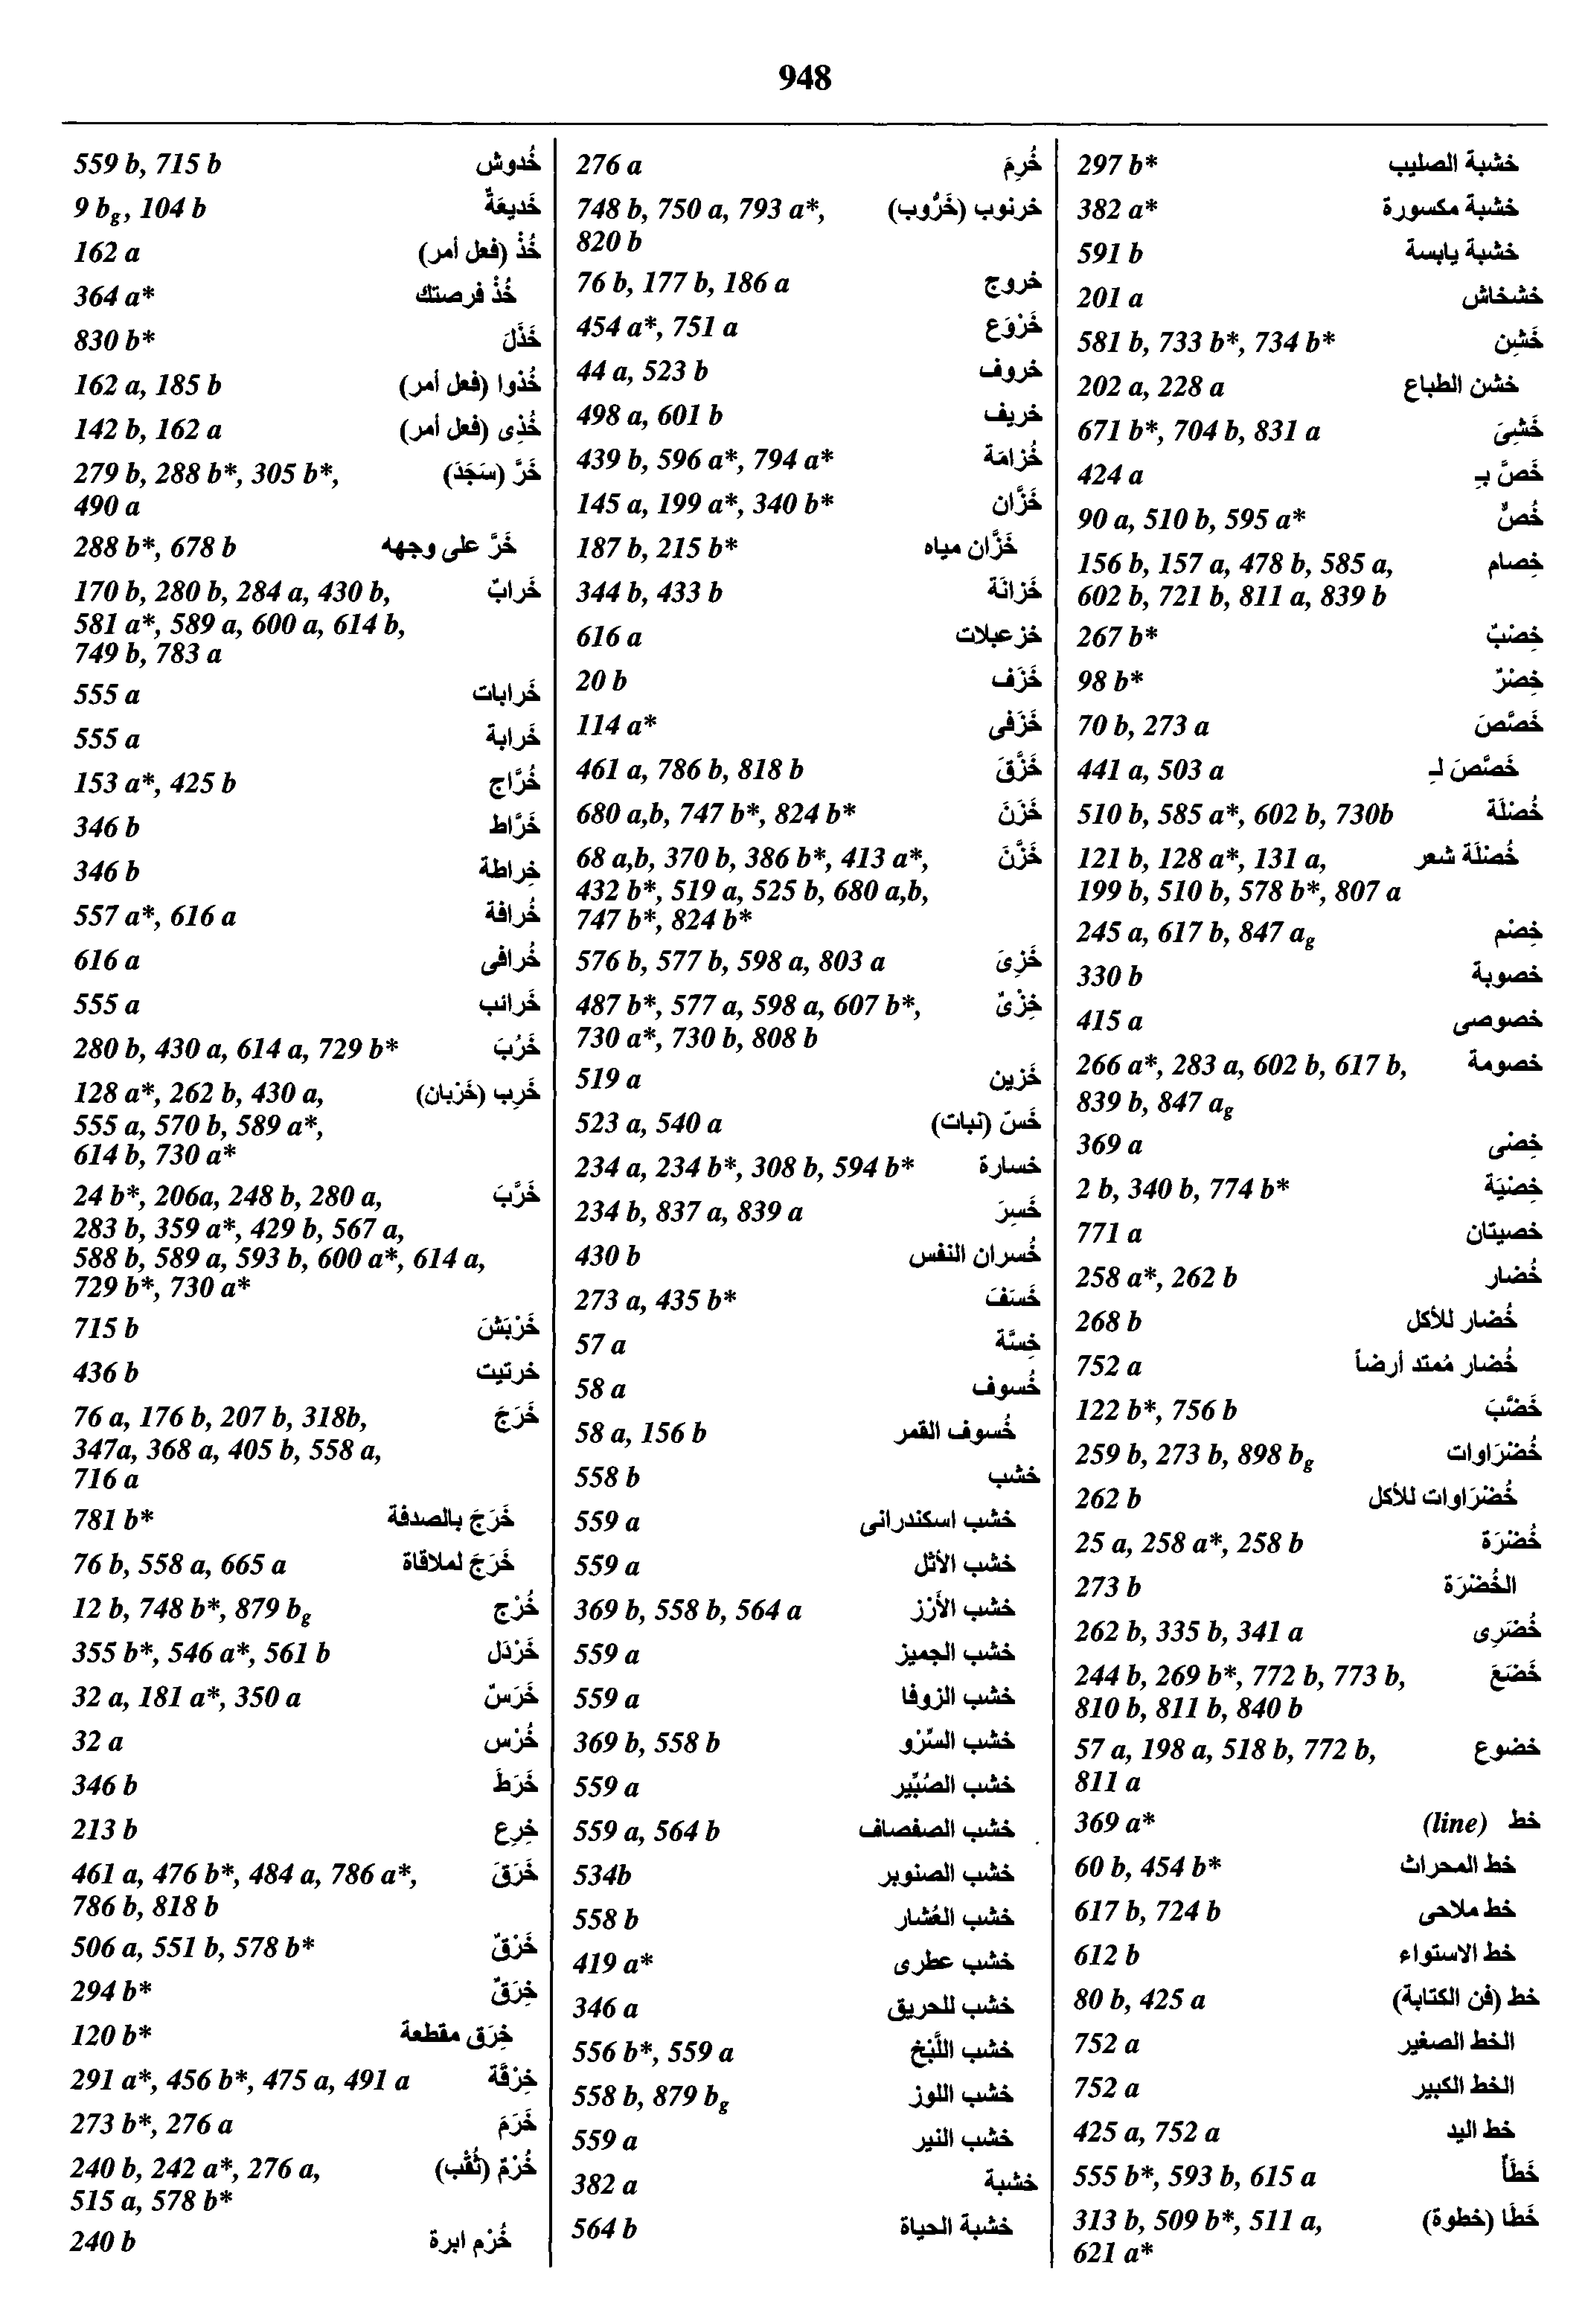 948
559 b, 715 b خُدوش
9 bg, 104 b خَديعَةٌ
162 a خُذْ (فعل أمر)
364 a* خُذ فرصتك
830 b* خَذَّلَ
162 a, 185 b خُذوا (فعل أمر)
142 b, 162 a خُذِى (فعل أمر)
279 b, 288 b*, 305 b*, خَرَّ (سَجَدَ)
490 a
288 b*, 678 b خَرَّ على وجهه
170 b, 280 b, 284 a, 430 b, خَرابٌ
581 a*, 589 a, 600 a, 614 b,
749 b, 783 a
555 a خَرابات
555 a خَرابة
153 a*, 425 b خُرَّاج
346 b خَرَّاط
346 b خِراطة
557 a*, 616 a خُرافة
616 a خُرافى
555 a خَرائب
280 b, 430 a, 614 a, 729 b* خَرُبَ
128 a*, 262 b, 430 a, خَرِب (خَرْبان)
555 a, 570 b, 589 a*,
614 b, 730 a*
24 b*, 206a, 248 b, 280 a, خَرَّبَ
283 b, 359 a*, 429 b, 567 a,
588 b, 589 a, 593 b, 600 a*, 614 a,
729 b*, 730 a*
715 b خَرْبَشَ
436 b خرتيت
76 a, 176 b, 207 b, 318b, خَرَجَ
347a, 368 a, 405 b, 558 a,
716 a
781 b* خَرَجَ بالصدفة
76 b, 558 a, 665 a خَرَجَ لملاقاة
12 b, 748 b*, 879 bg خُرْج
355 b*, 546 a*, 561 b خَرْدَل
32 a, 181 a*, 350 a خَرَسٌ
32 a خُرْس
346 b خَرَطَ
213 b خِرِع
461 a, 476 b*, 484 a, 786 a*, خَرَقَ
786 b, 818 b
506 a, 551 b, 578 b* خَرْقٌ
294 b* خِرَقٌ
120 b* خِرَق مقطعة
291 a*, 456 b*, 475 a, 491 a خِرْقَة
273 b*, 276 a خَرَمَ
240 b, 242 a*, 276 a, خُرْمٌ (ثُقْب)
515 a, 578 b*
240 b خُرْم ابرة
276 a خُرِمَ
748 b, 750 a, 793 a*, خرنوب (خَرُّوب)
820 b
76 b, 177 b, 186 a خروج
454 a*, 751 a خَرْوَع
44 a, 523 b خروف
498 a, 601 b خريف
439 b, 596 a*, 794 a* خُزامَة
145 a, 199 a*, 340 b* خَزَّان
187 b, 215 b* خَزَّان مياه
344 b, 433 b خَزانَة
616 a خزعبلات
20 b خَزَف
114 a* خَزَفى
461 a, 786 b, 818 b خَزَّقَ
680 a,b, 747 b*, 824 b* خَزَنَ
68 a,b, 370 b, 386 b*, 413 a*, خَزَّنَ
432 b*, 519 a, 525 b, 680 a,b,
747 b*, 824 b*
576 b, 577 b, 598 a, 803 a خَزِىَ
487 b*, 577 a, 598 a, 607 b*, خِزْىٌ
730 a*, 730 b, 808 b
519 a خَزين
523 a, 540 a خَسّ (نبات)
234 a, 234 b*, 308 b, 594 b* خسارة
234 b, 837 a, 839 a خَسِرَ
430 b خُسران النفس
273 a, 435 b* خَسَفَ
57 a خِسَّة
58 a خُسوف
58 a, 156 b خُسوف القمر
558 b خشب
559 a خشب اسكندرانى
559 a خشب الأثل
369 b, 558 b, 564 a خشب الأَرْز
559 a خشب الجميز
559 a خشب الزوفا
369 b, 558 b خشب السَّرْو
559 a خشب الصُبَّير
559 a, 564 b خشب الصفصاف
534b خشب الصنوبر
558 b خشب العُشار
419 a* خشب عطرى
346 a خشب للحريق
556 b*, 559 a خشب اللَّبَخ
558 b, 879 bg خشب اللوز
559 a خشب النير
382 a خشبة
564 b خشبة الحياة
297 b* خشبة الصليب
382 a* خشبة مكسورة
591 b خشبة يابسة
201 a خشخاش
581 b, 733 b*, 734 b* خَشِن
202 a, 228 a خشن الطباع
671 b*, 704 b, 831 a خَشِىَ
424 a خَصَّ بـِ
90 a, 510 b, 595 a* خُصٌّ
156 b, 157 a, 478 b, 585 a, خِصام
602 b, 721 b, 811 a, 839 b
267 b* خِصْبٌ
98 b* خِصْرٌ
70 b, 273 a خَصَّصَ
441 a, 503 a خَصَّصَ لـِ
510 b, 585 a*, 602 b, 730b خُصْلَة
121 b, 128 a*, 131 a, خُصْلَة شعر
199 b, 510 b, 578 b*, 807 a
245 a, 617 b, 847 ag خِصْم
330 b خصوبة
415 a خصوصى
266 a*, 283 a, 602 b, 617 b, خصومة
839 b, 847 ag
369 a خِصْى
2 b, 340 b, 774 b* خِصْيَة
771 a خصيتان
258 a*, 262 b خُضار
268 b خُضار للأكل
752 a خُضار مُمتد أرضاً
122 b*, 756 b خَضَّبَ
259 b, 273 b, 898 bg خُضْرَاوات
262 b خُضْرَاوات للأكل
25 a, 258 a*, 258 b خُضْرَة
273 b الخُضْرَة
262 b, 335 b, 341 a خُضَرِى
244 b, 269 b*, 772 b, 773 b, خَضَعَ
810 b, 811 b, 840 b
57 a, 198 a, 518 b, 772 b, خضوع
811 a
369 a* خط (line)
60 b, 454 b* خط المحراث
617 b, 724 b خط ملاحى
612 b خط الاستواء
80 b, 425 a خط (فن الكتابة)
752 a الخط الصغير
752 a الخط الكبير
425 a, 752 a خط اليد
555 b*, 593 b, 615 a خَطَأٌ
313 b, 509 b*, 511 a, خَطَا (خطوة)
621 a*